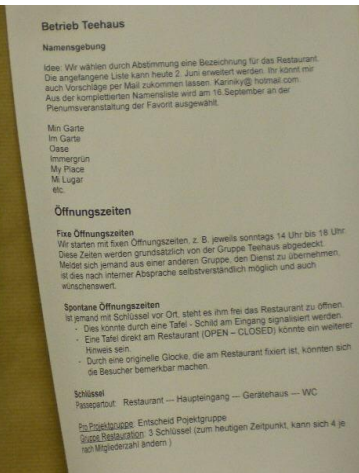 Betrieb Teehaus
Namensgebung
Idee: Wir wählen durch Abstimmung eine Bezeichnung für das Restaurant.
Die angefangene Liste kann heute 2. Juni erweitert werden. Ihr könnt mir
auch Vorschläge per Mail zukommen lassen. Kariniky@ hotmail.com.
Aus der komplettierten Namensliste wird am 16.September an der
Plenumsveranstaltung der Favorit ausgewählt.
Min Garte
Im Garte
Oase
Immergrün
My Place
Mi Lugar
etc.
Öffnungszeiten
Fixe Öffnungszeiten
Wir starten mit fixen Öffnungszeiten, z. B. jeweils sonntags 14 Uhr bis 18 Uhr.
Diese Zeiten werden grundsätzlich von der Gruppe Teehaus abgedeckt.
Meldet sich jemand aus einer anderen Gruppe, den Dienst zu übernehmen,
ist dies nach interner Absprache selbstverständlich möglich und auch
wünschenswert.
Spontane Öffnungszeiten
Ist jemand mit Schlüssel vor Ort, steht es ihm frei das Restaurant zu öffnen.
- Dies könnte durch eine Tafel - Schild am Eingang signalisiert werden.
- Eine Tafel direkt am Restaurant (OPEN – CLOSED) könnte ein weiterer
Hinweis sein.
- Durch eine originelle Glocke, die am Restaurant fixiert ist, könnten sich
die Besucher bemerkbar machen.
Schlüssel
Passepartout: Restaurant --- Haupteingang --- Gerätehaus --- WC
Pro Projektgruppe: Entscheid Pojektgruppe
Gruppe Restauration: 3 Schlüssel (zum heutigen Zeitpunkt, kann sich 4 je
nach Mitgliederzahl ändern )